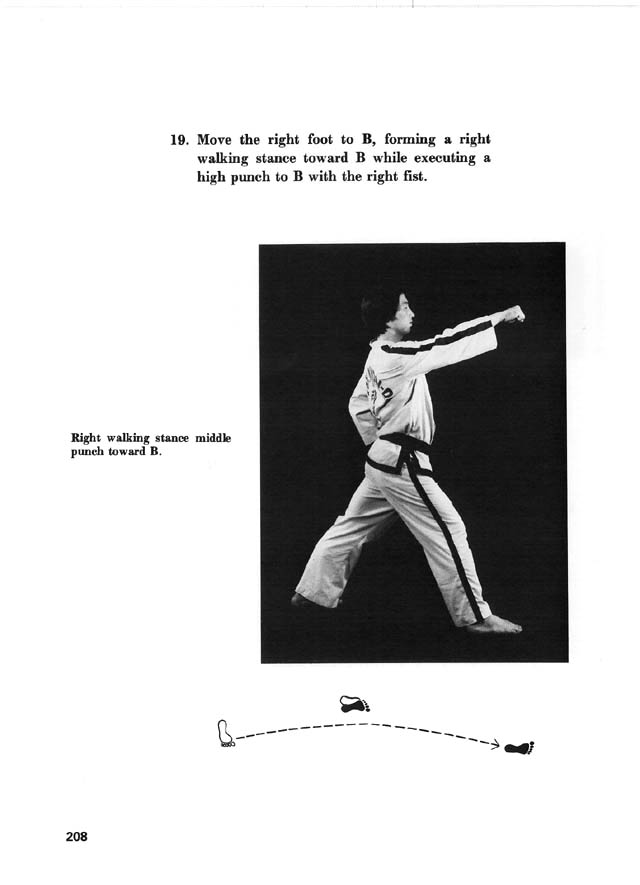 19. Move the right foot to B, forming a right
walking stance toward B while executing a
high punch to B with the right fist.
Right walking stance middle
punch toward B.
208